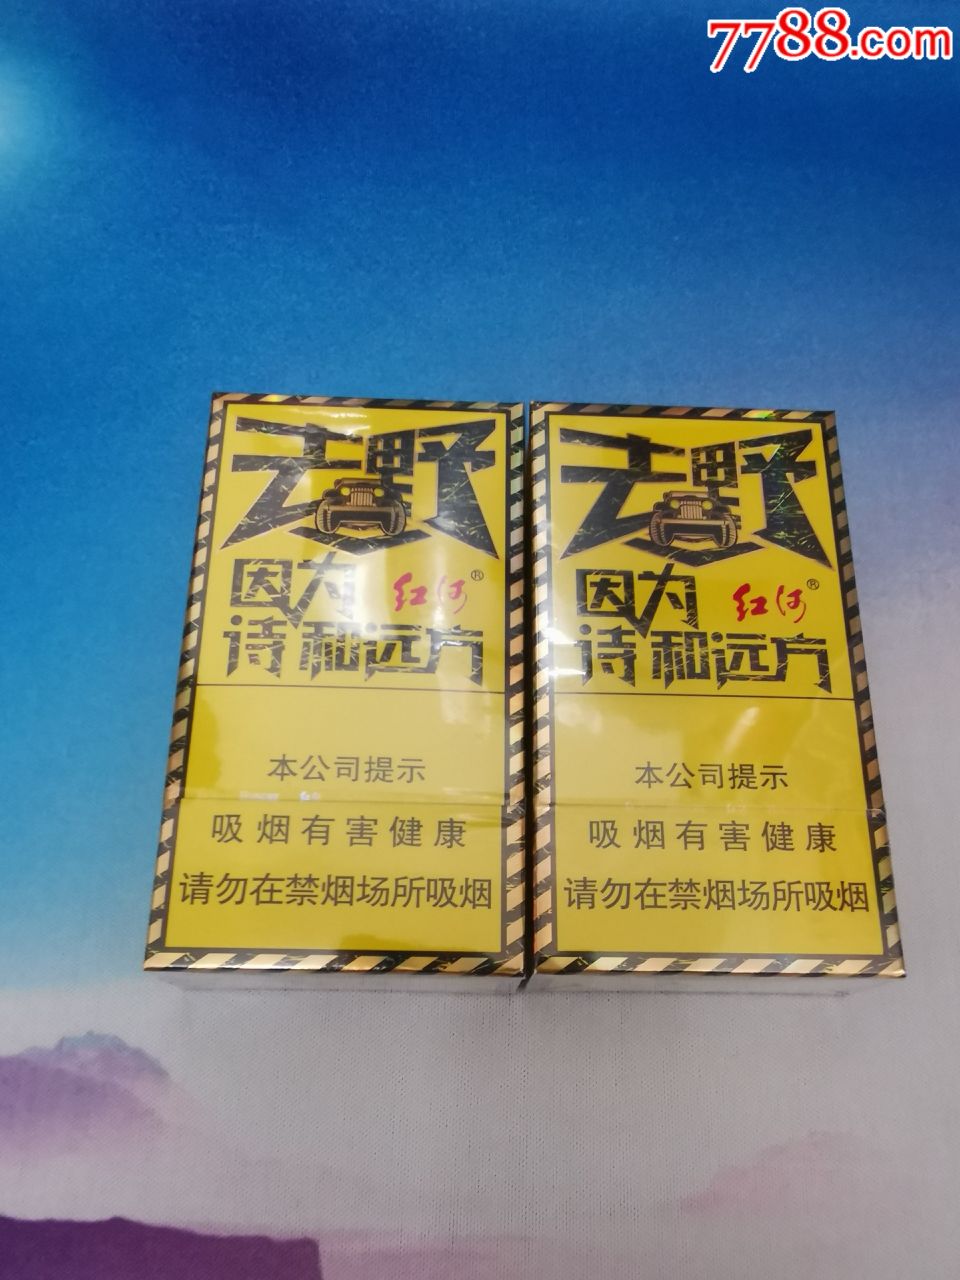 7788.com
去野
因为
红河®
诗和远方
本公司提示
吸烟有害健康
请勿在禁烟场所吸烟
去野
因为
红河®
诗和远方
本公司提示
吸烟有害健康
请勿在禁烟场所吸烟